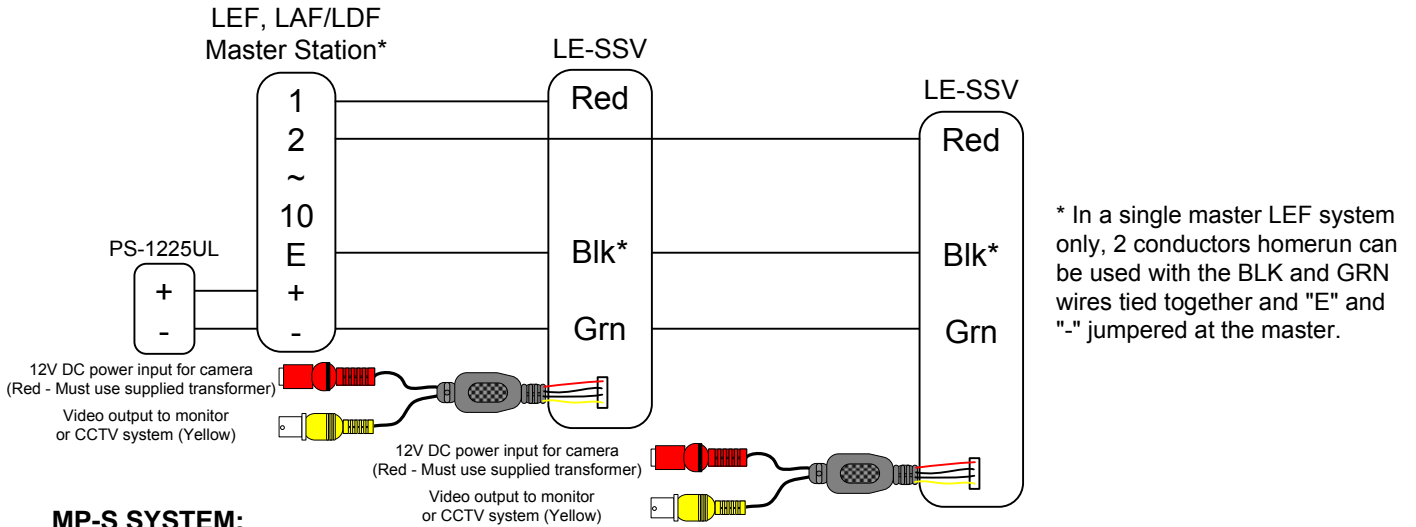 LEF, LAF/LDF
Master Station*
LE-SSV
LE-SSV
1
2
~
10
E
+
-
Red
Blk*
Grn
Red
Blk*
Grn
PS-1225UL
+
-
* In a single master LEF system
only, 2 conductors homerun can
be used with the BLK and GRN
wires tied together and "E" and
"-" jumpered at the master.
12V DC power input for camera
(Red - Must use supplied transformer)
Video output to monitor
or CCTV system (Yellow)
12V DC power input for camera
(Red - Must use supplied transformer)
Video output to monitor
or CCTV system (Yellow)
MP-S SYSTEM: